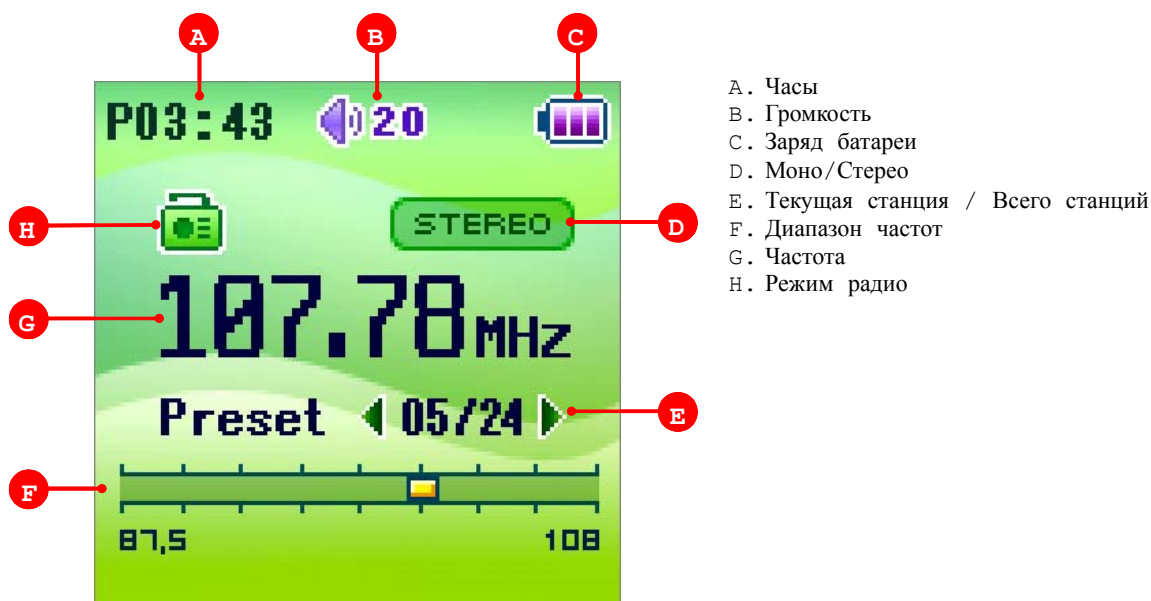 A B C
P03:43 20
H STEREO D
G 107.78MHz
Preset 05/24 E
F
87,5 108
A. Часы
B. Громкость
C. Заряд батареи
D. Моно/Стерео
E. Текущая станция / Всего станций
F. Диапазон частот
G. Частота
H. Режим радио